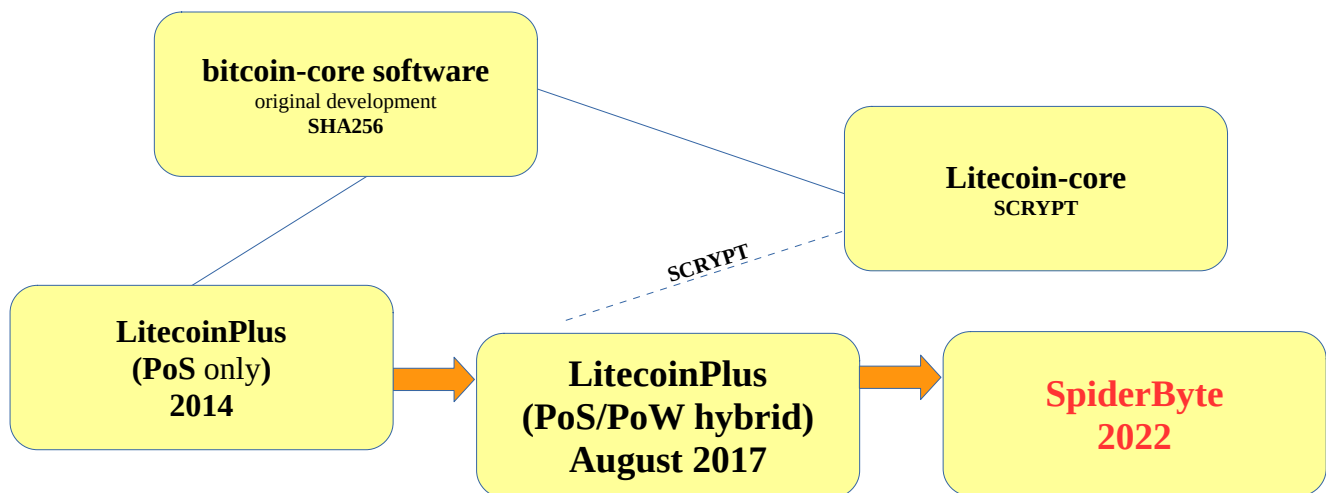 bitcoin-core software
original development
SHA256
Litecoin-core
SCRYPT
SCRYPT
LitecoinPlus
(PoS only)
2014
LitecoinPlus
(PoS/PoW hybrid)
August 2017
SpiderByte
2022